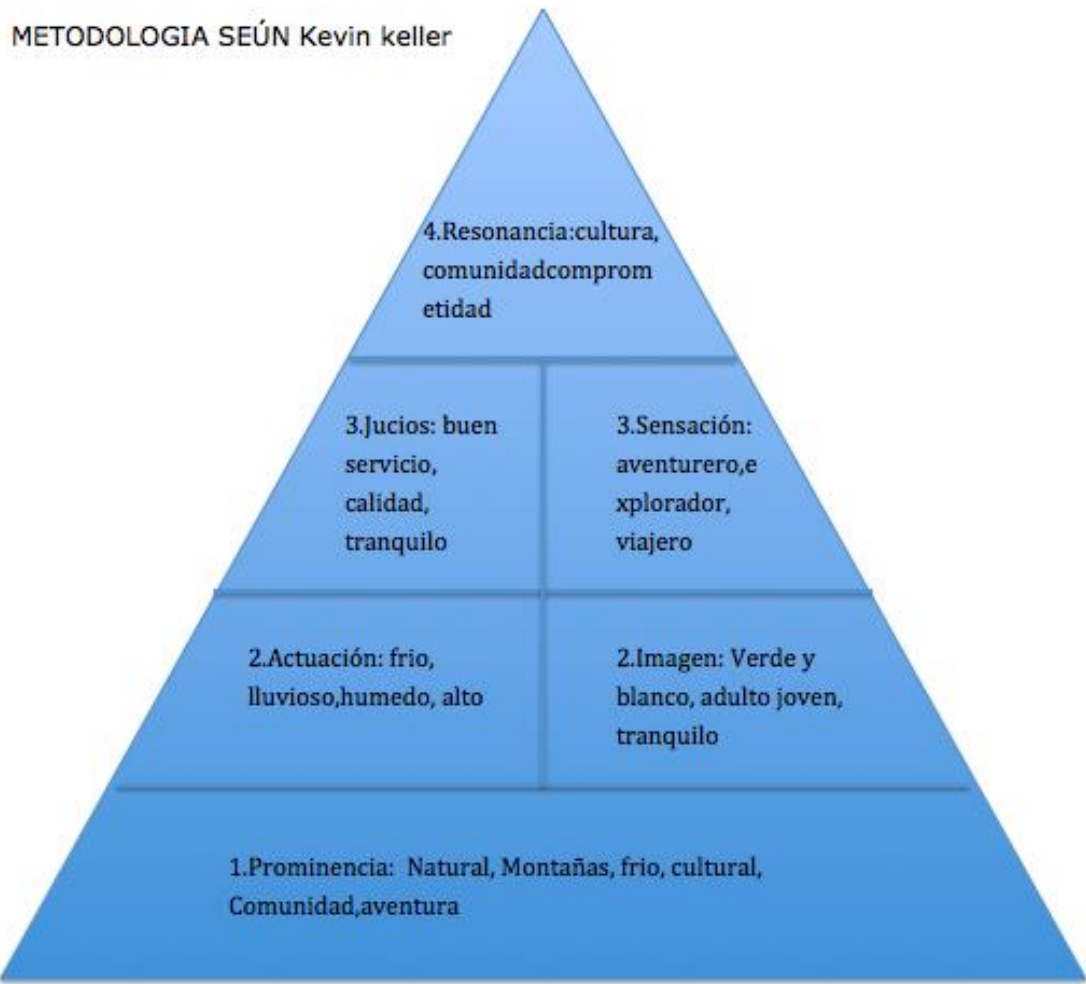 METODOLOGIA SEÚN Kevin keller
4.Resonancia:cultura,
comunidadcomprom
etidad
3.Jucios: buen
servicio,
calidad,
tranquilo
3.Sensación:
aventurero,e
xplorador,
viajero
2.Actuación: frio,
lluvioso,humedo, alto
2.Imagen: Verde y
blanco, adulto joven,
tranquilo
1.Prominencia: Natural, Montañas, frio, cultural,
Comunidad,aventura